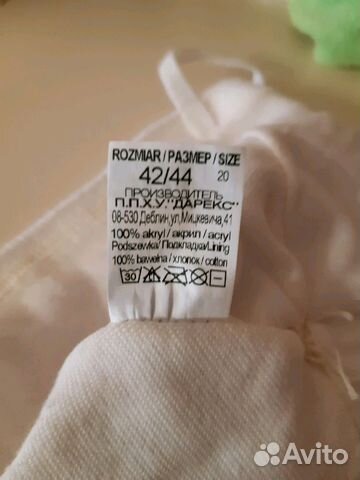 ROZMIAR / РАЗМЕР / SIZE
42/44 20
ПРОИЗВОДИТЕЛЬ
П.П.Х.У."ДАРЕКС"
08-530 Деблин,ул,Мицкевича,41
100% akryl / акрил / acryl
Podszewka/Подкладка/Lining
100% bawełna / хлопок / cotton
30
Avito